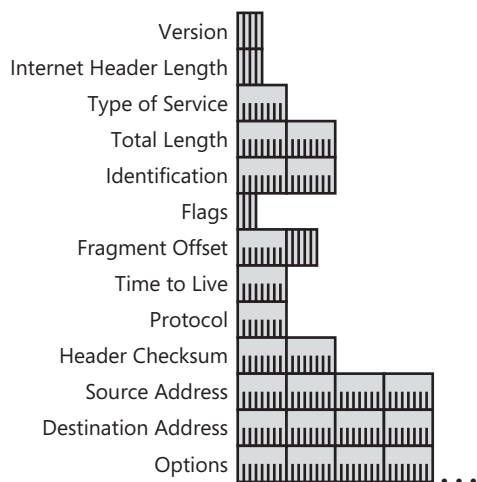 Version
Internet Header Length
Type of Service
Total Length
Identification
Flags
Fragment Offset
Time to Live
Protocol
Header Checksum
Source Address
Destination Address
Options
...